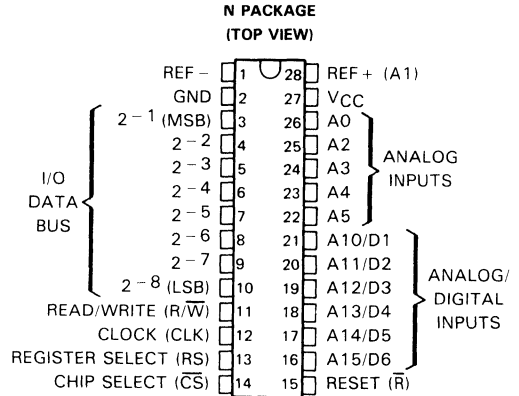 N PACKAGE
(TOP VIEW)
REF − 1 28 REF + (A1)
GND 2 27 VCC
2−1 (MSB) 3 26 A0
2−2 4 25 A2
2−3 5 24 A3
2−4 6 23 A4
2−5 7 22 A5
2−6 8 21 A10/D1
2−7 9 20 A11/D2
2−8 (LSB) 10 19 A12/D3
READ/WRITE (R/W̅) 11 18 A13/D4
CLOCK (CLK) 12 17 A14/D5
REGISTER SELECT (RS) 13 16 A15/D6
CHIP SELECT (C̅S̅) 14 15 RESET (R̅)
I/O
DATA
BUS
ANALOG
INPUTS
ANALOG/
DIGITAL
INPUTS